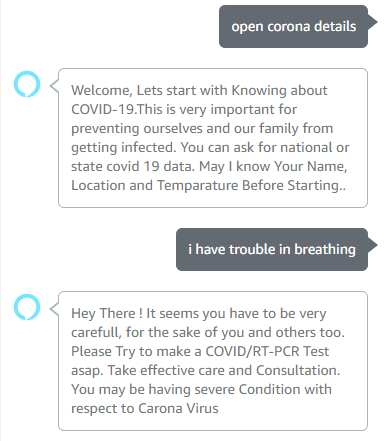 open corona details
Welcome, Lets start with Knowing about
COVID-19.This is very important for
preventing ourselves and our family from
getting infected. You can ask for national or
state covid 19 data. May I know Your Name,
Location and Temparature Before Starting..
i have trouble in breathing
Hey There ! It seems you have to be very
carefull, for the sake of you and others too.
Please Try to make a COVID/RT-PCR Test
asap. Take effective care and Consultation.
You may be having severe Condition with
respect to Carona Virus